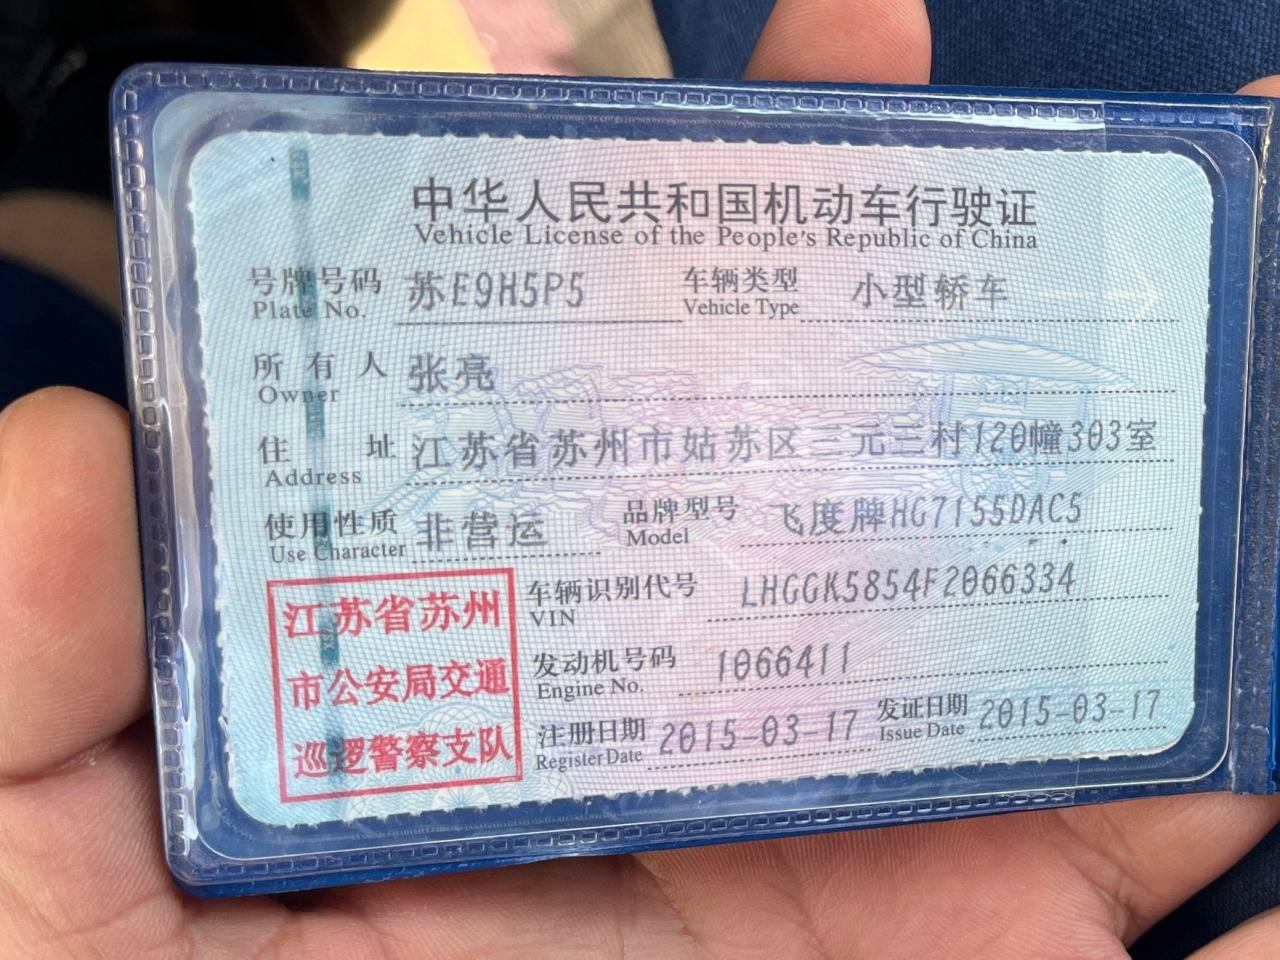 中华人民共和国机动车行驶证
Vehicle License of the People's Republic of China
号牌号码 苏E9H5P5 车辆类型 小型轿车
Plate No. Vehicle Type
所有人 张亮
Owner
住址 江苏省苏州市姑苏区三元三村120幢303室
Address
使用性质 非营运 品牌型号 飞度牌HG7155DAC5
Use Character Model
江苏省苏州
市公安局交通
巡逻警察支队
车辆识别代号 LHGGK5854F2066334
VIN
发动机号码 1066411
Engine No.
注册日期 2015-03-17 发证日期 2015-03-17
Register Date Issue Date